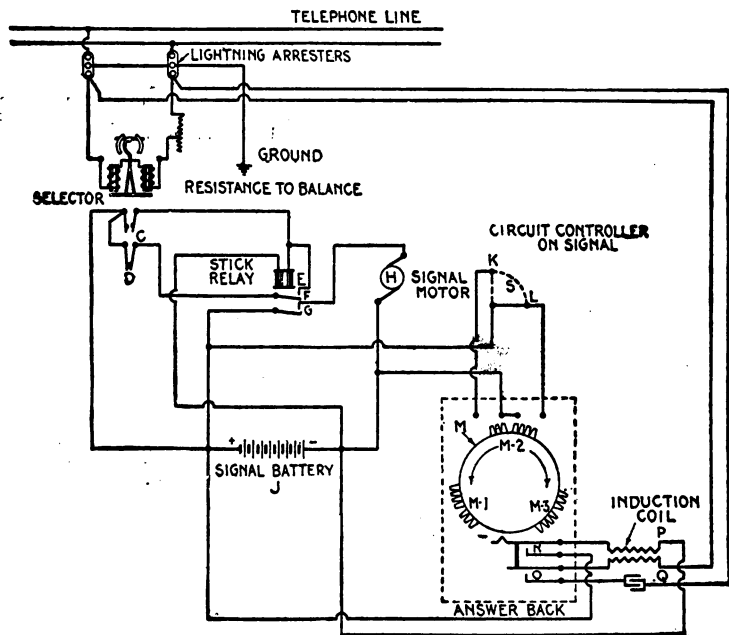 TELEPHONE LINE
LIGHTNING ARRESTERS
GROUND
RESISTANCE TO BALANCE
SELECTOR
C
D
STICK
RELAY
E
F
G
H
SIGNAL
MOTOR
CIRCUIT CONTROLLER
ON SIGNAL
K
S
L
+
-
SIGNAL BATTERY
J
M
M-2
M-1
M-3
INDUCTION
COIL
P
R
O
Q
ANSWER BACK